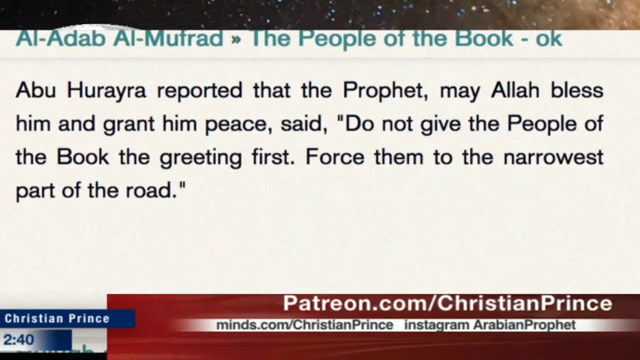 Al-Adab Al-Mufrad » The People of the Book - ok
Abu Hurayra reported that the Prophet, may Allah bless
him and grant him peace, said, "Do not give the People of
the Book the greeting first. Force them to the narrowest
part of the road."
Patreon.com/ChristianPrince
Christian Prince
minds.com/ChristianPrince instagram ArabianProphet
2:40